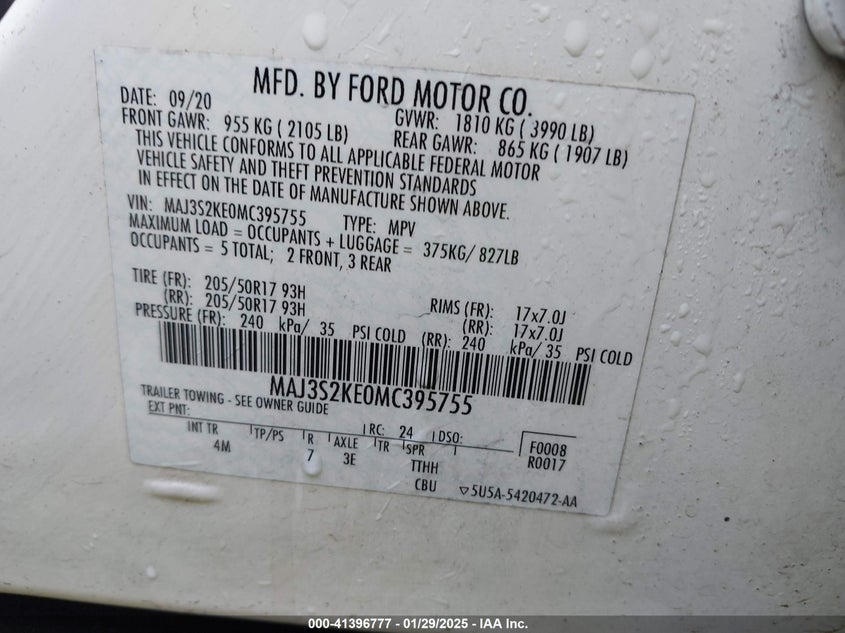 MFD. BY FORD MOTOR CO.
DATE: 09/20 GVWR: 1810 KG ( 3990 LB)
FRONT GAWR: 955 KG ( 2105 LB) REAR GAWR: 865 KG ( 1907 LB)
THIS VEHICLE CONFORMS TO ALL APPLICABLE FEDERAL MOTOR
VEHICLE SAFETY AND THEFT PREVENTION STANDARDS
IN EFFECT ON THE DATE OF MANUFACTURE SHOWN ABOVE.
VIN: MAJ3S2KE0MC395755 TYPE: MPV
MAXIMUM LOAD = OCCUPANTS + LUGGAGE = 375KG/ 827LB
OCCUPANTS = 5 TOTAL; 2 FRONT, 3 REAR
TIRE (FR): 205/50R17 93H RIMS (FR): 17x7.0J
(RR): 205/50R17 93H (RR): 17x7.0J
PRESSURE (FR): 240 kPa/ 35 PSI COLD (RR): 240 kPa/ 35 PSI COLD
MAJ3S2KE0MC395755
TRAILER TOWING - SEE OWNER GUIDE
EXT PNT: RC: 24 DSO: F0008
INT TR TP/PS R AXLE TR SPR R0017
4M 7 3E TTHH
CBU 5U5A-5420472-AA
000-41396777 - 01/29/2025 - IAA Inc.